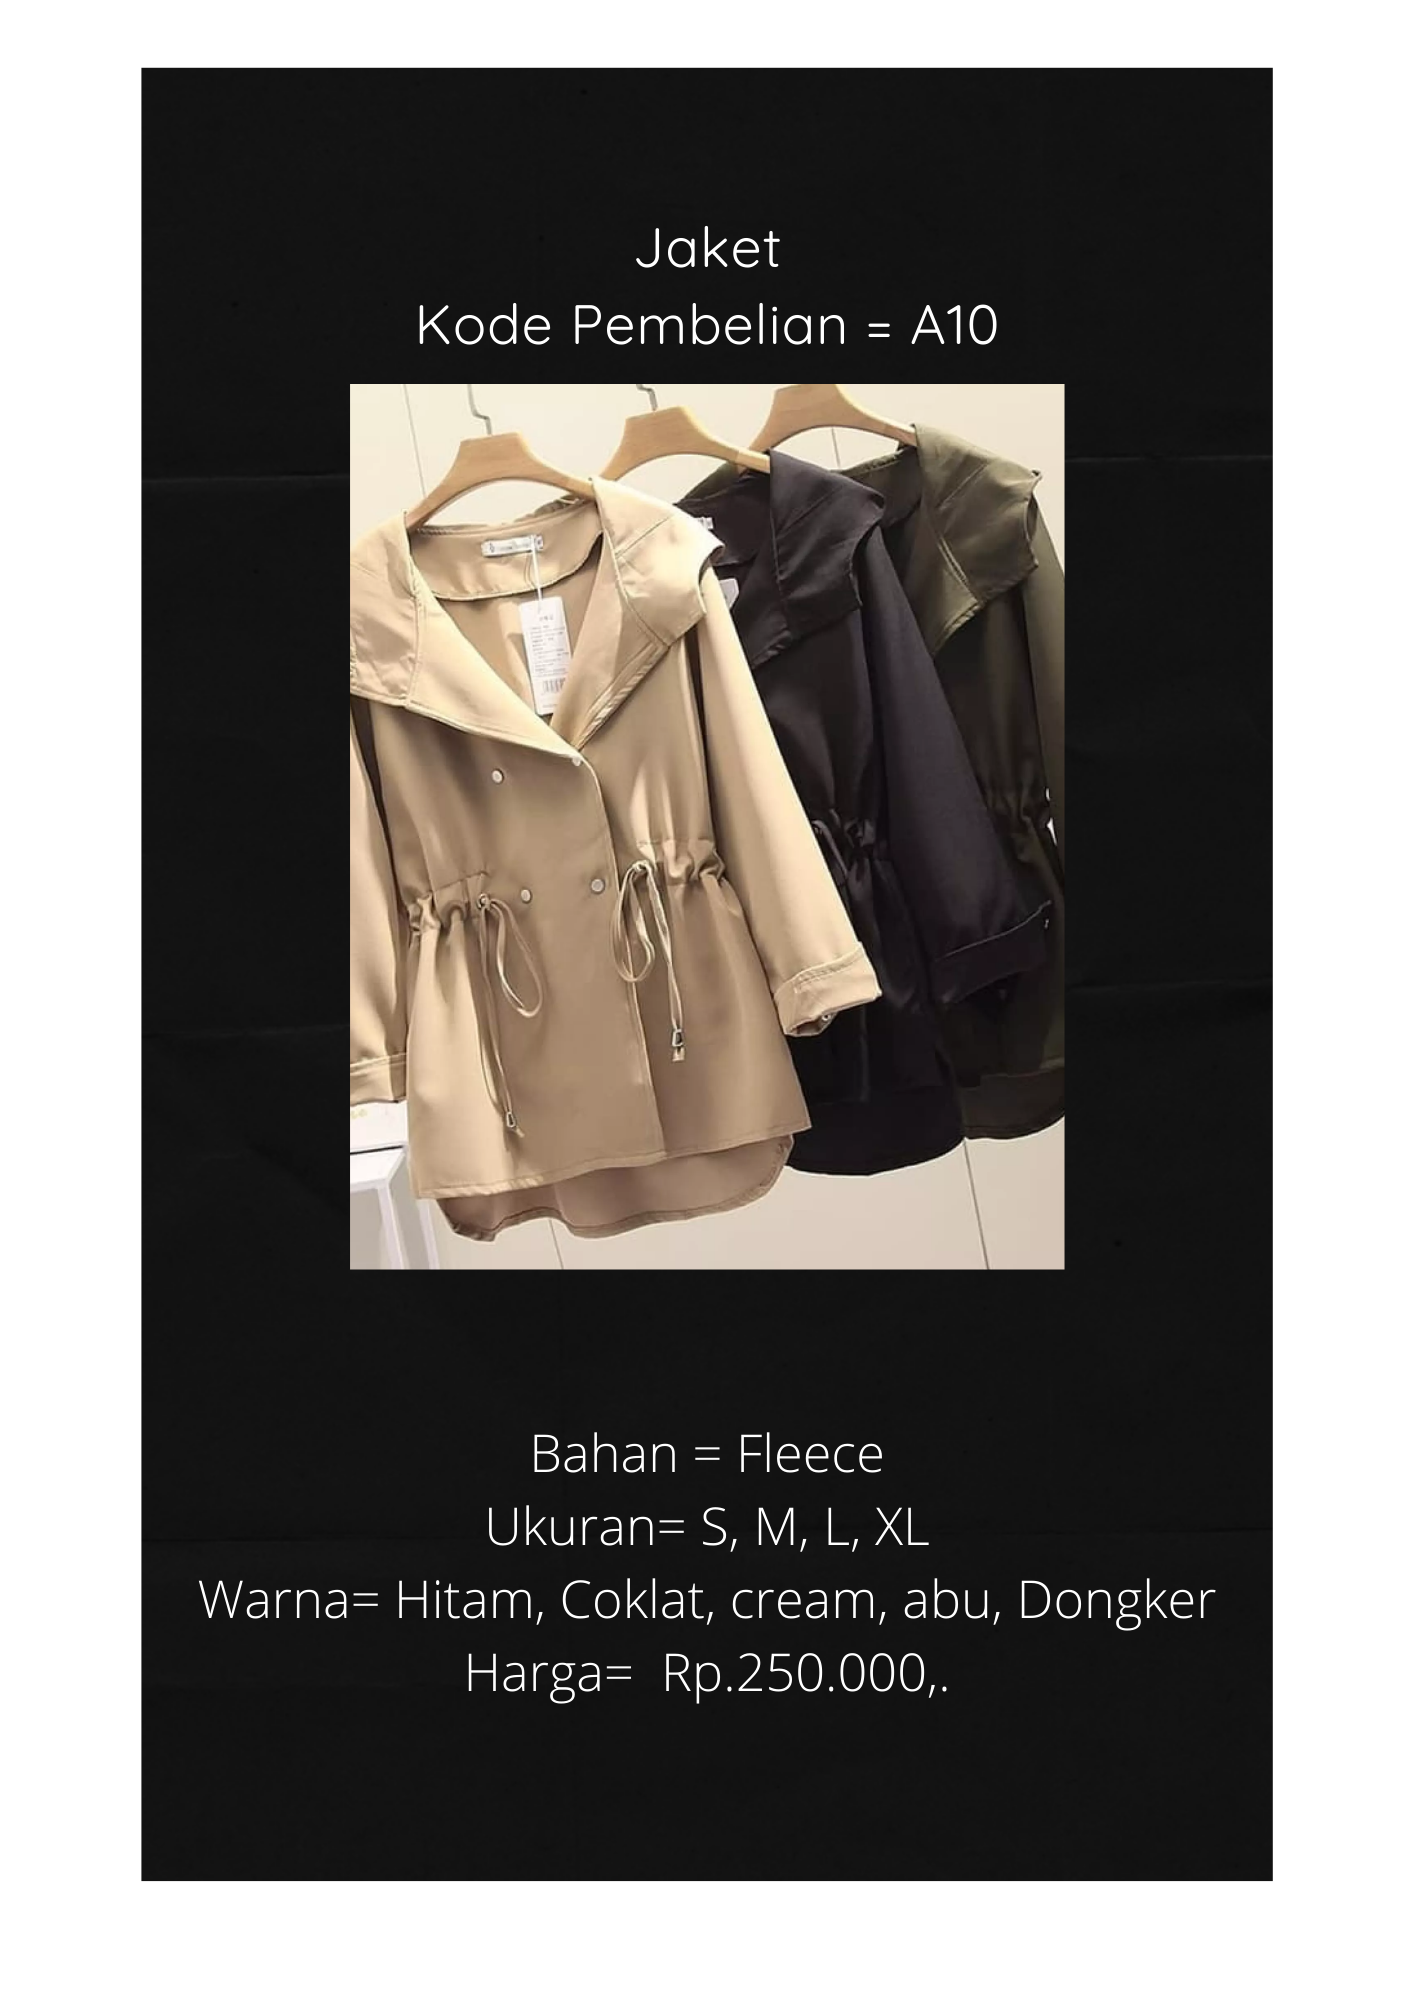 Jaket
Kode Pembelian = A10
Bahan = Fleece
Ukuran= S, M, L, XL
Warna= Hitam, Coklat, cream, abu, Dongker
Harga= Rp.250.000,.